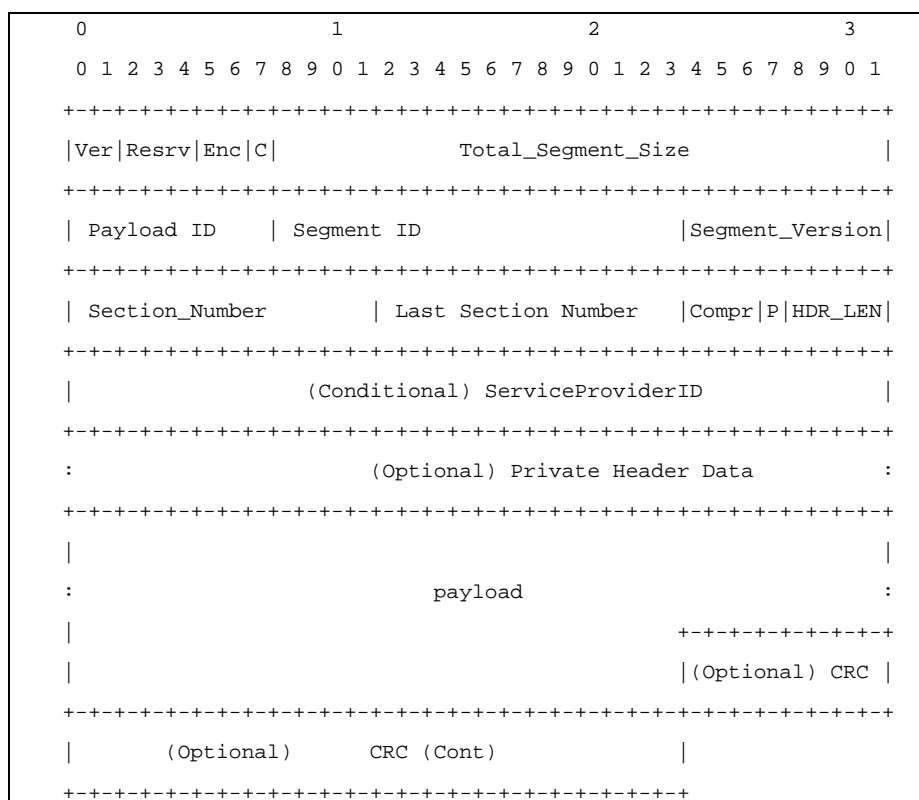 0                   1                   2                   3
0 1 2 3 4 5 6 7 8 9 0 1 2 3 4 5 6 7 8 9 0 1 2 3 4 5 6 7 8 9 0 1
+-+-+-+-+-+-+-+-+-+-+-+-+-+-+-+-+-+-+-+-+-+-+-+-+-+-+-+-+-+-+-+-+
|Ver|Resrv|Enc|C|              Total_Segment_Size               |
+-+-+-+-+-+-+-+-+-+-+-+-+-+-+-+-+-+-+-+-+-+-+-+-+-+-+-+-+-+-+-+-+
| Payload ID    | Segment ID                    |Segment_Version|
+-+-+-+-+-+-+-+-+-+-+-+-+-+-+-+-+-+-+-+-+-+-+-+-+-+-+-+-+-+-+-+-+
| Section_Number        | Last Section Number   |Compr|P|HDR_LEN|
+-+-+-+-+-+-+-+-+-+-+-+-+-+-+-+-+-+-+-+-+-+-+-+-+-+-+-+-+-+-+-+-+
|                  (Conditional) ServiceProviderID              |
+-+-+-+-+-+-+-+-+-+-+-+-+-+-+-+-+-+-+-+-+-+-+-+-+-+-+-+-+-+-+-+-+
:                       (Optional) Private Header Data          :
+-+-+-+-+-+-+-+-+-+-+-+-+-+-+-+-+-+-+-+-+-+-+-+-+-+-+-+-+-+-+-+-+
|                                                               |
:                            payload                            :
|                                               +-+-+-+-+-+-+-+-+
|                                               |(Optional) CRC |
+-+-+-+-+-+-+-+-+-+-+-+-+-+-+-+-+-+-+-+-+-+-+-+-+-+-+-+-+-+-+-+-+
|       (Optional)      CRC (Cont)              |
+-+-+-+-+-+-+-+-+-+-+-+-+-+-+-+-+-+-+-+-+-+-+-+-+